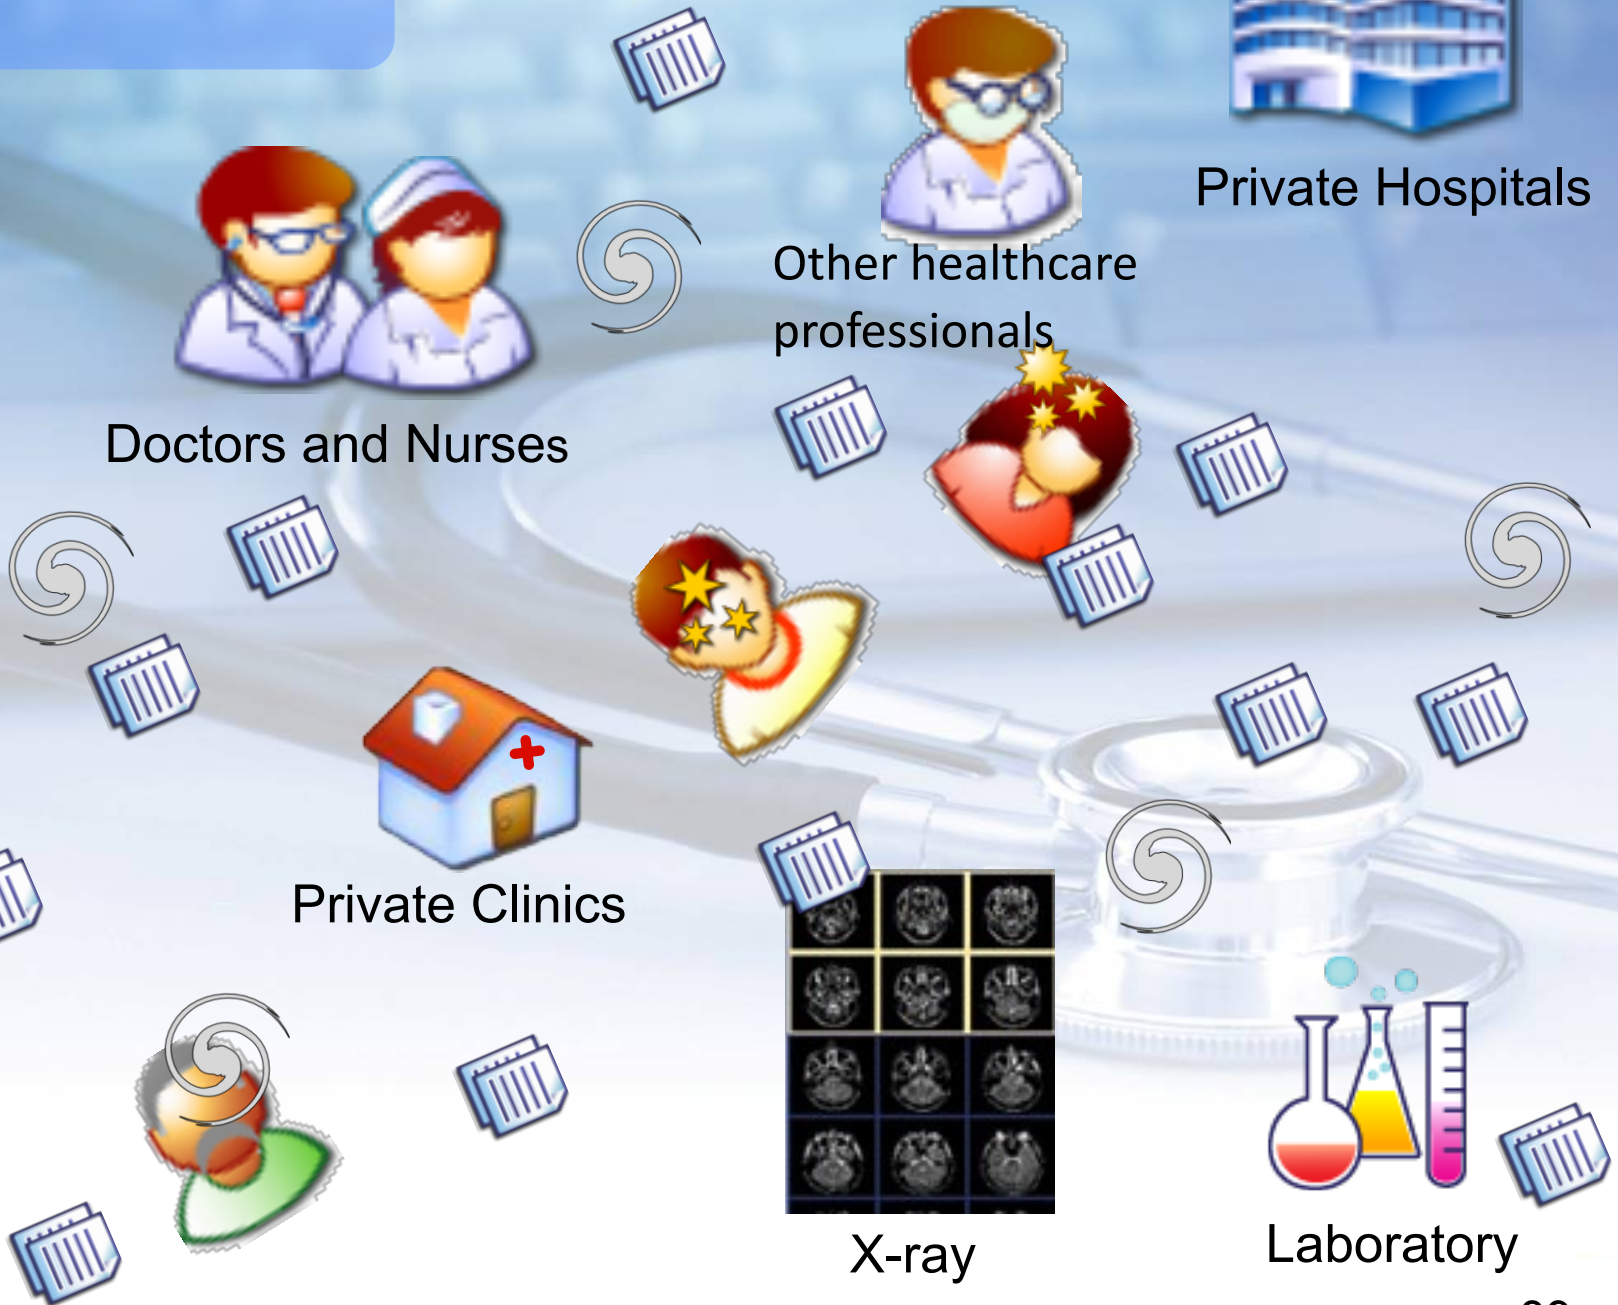 Private Hospitals
Other healthcare
professionals
Doctors and Nurses
Private Clinics
X-ray
Laboratory